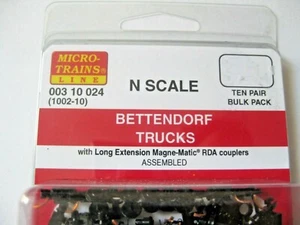 MICRO-
TRAINS®
LINE
003 10 024
(1002-10)
N SCALE
TEN PAIR
BULK PACK
BETTENDORF
TRUCKS
with Long Extension Magne-Matic® RDA couplers
ASSEMBLED